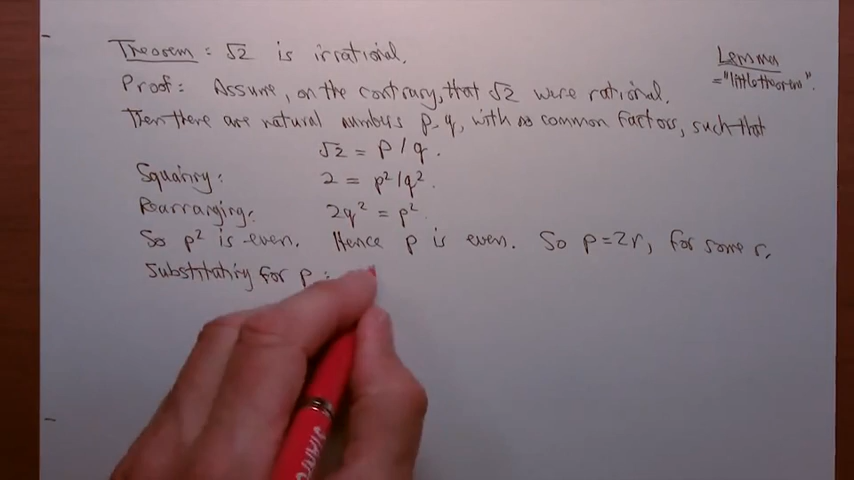 Theorem : √2 is irrational.
Lemma
= "little theorem".
Proof: Assume, on the contrary, that √2 were rational.
Then there are natural numbers p, q, with no common factors, such that
√2 = p / q.
Squaring: 2 = p²/q².
Rearranging: 2q² = p².
So p² is even. Hence p is even. So p = 2r, for some r.
Substituting for p :